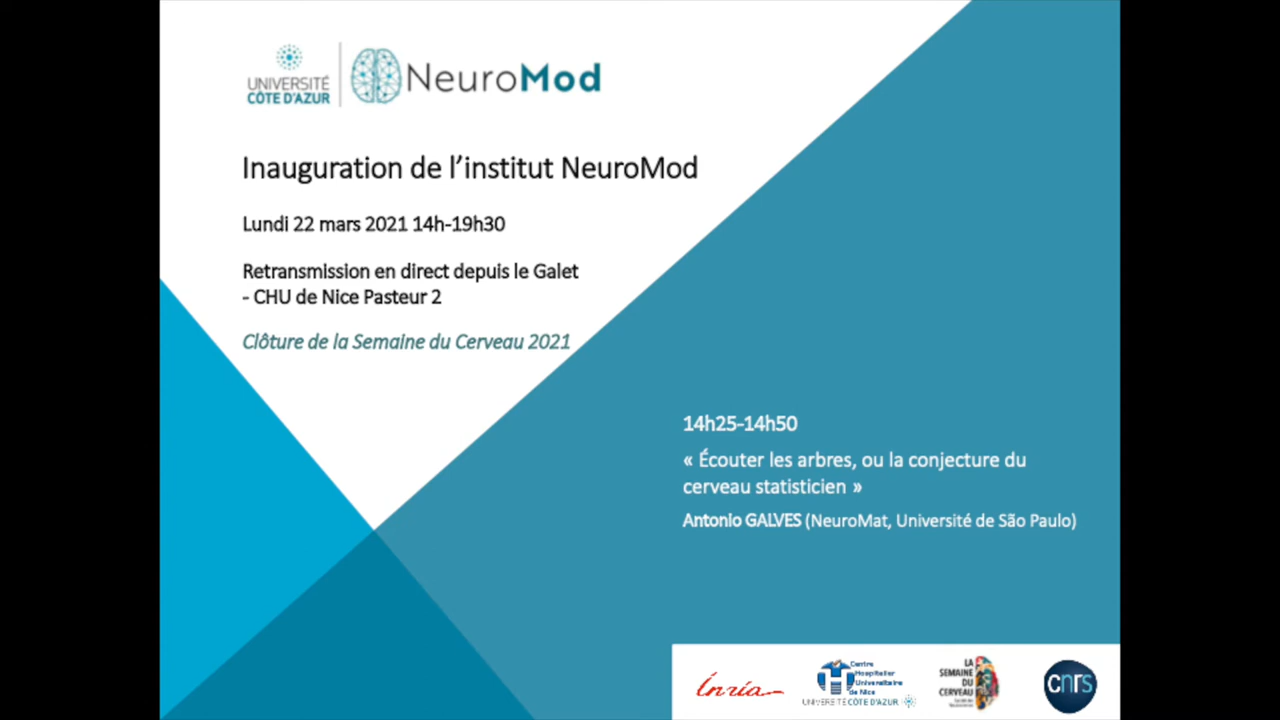 UNIVERSITÉ
CÔTE D'AZUR
NeuroMod
Inauguration de l'institut NeuroMod
Lundi 22 mars 2021 14h-19h30
Retransmission en direct depuis le Galet
- CHU de Nice Pasteur 2
Clôture de la Semaine du Cerveau 2021
14h25-14h50
« Écouter les arbres, ou la conjecture du
cerveau statisticien »
Antonio GALVES (NeuroMat, Université de São Paulo)
Inria
Centre
Hospitalier
Universitaire
de Nice
UNIVERSITÉ CÔTE D'AZUR
LA
SEMAINE
DU
CERVEAU
cnrs